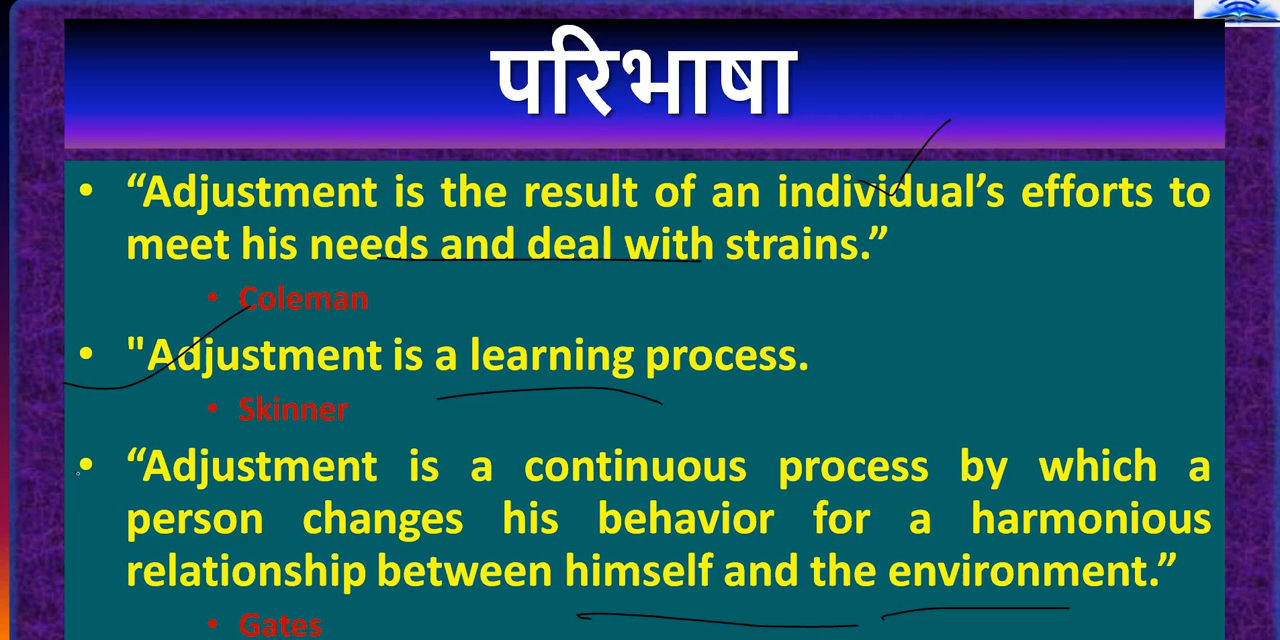 परिभाषा
• “Adjustment is the result of an individual’s efforts to
meet his needs and deal with strains.”
• Coleman
• "Adjustment is a learning process.
• Skinner
• “Adjustment is a continuous process by which a
person changes his behavior for a harmonious
relationship between himself and the environment.”
• Gates